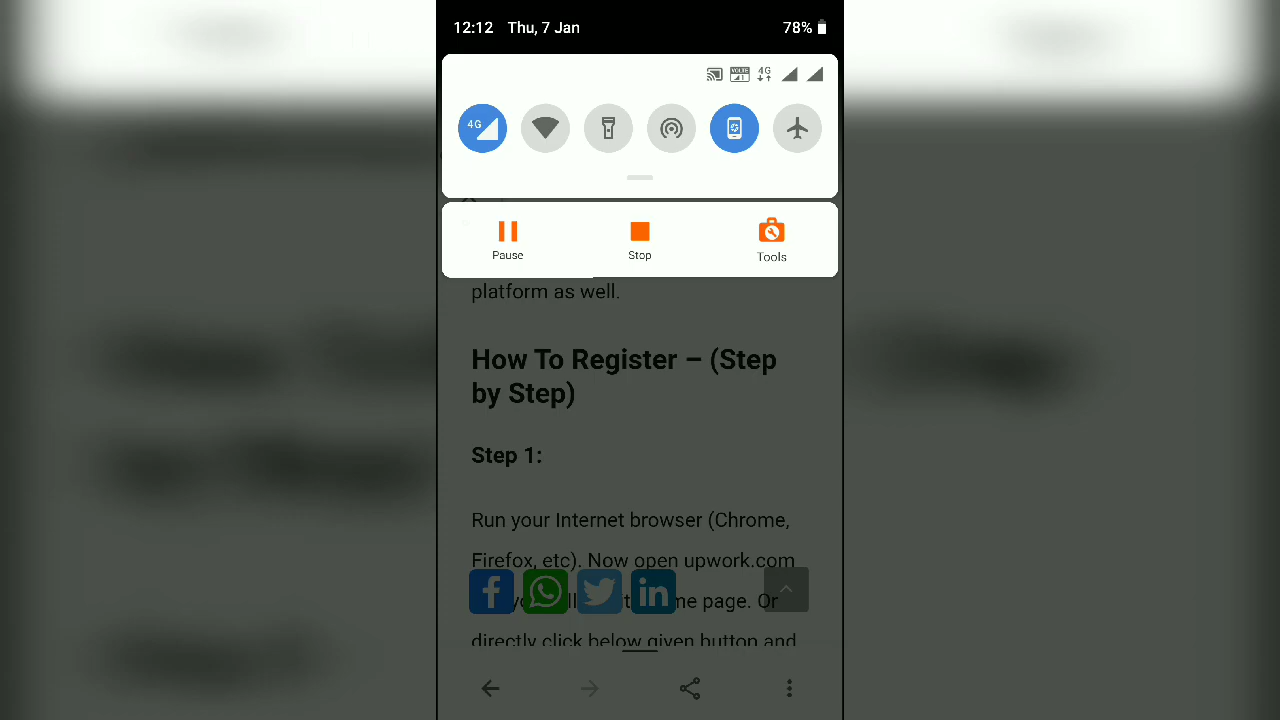 12:12 Thu, 7 Jan 78%
VOLTE 4G
4G
Pause Stop Tools
platform as well.
How To Register – (Step
by Step)
Step 1:
Run your Internet browser (Chrome,
Firefox, etc). Now open upwork.com
me page. Or
directly click below given button and